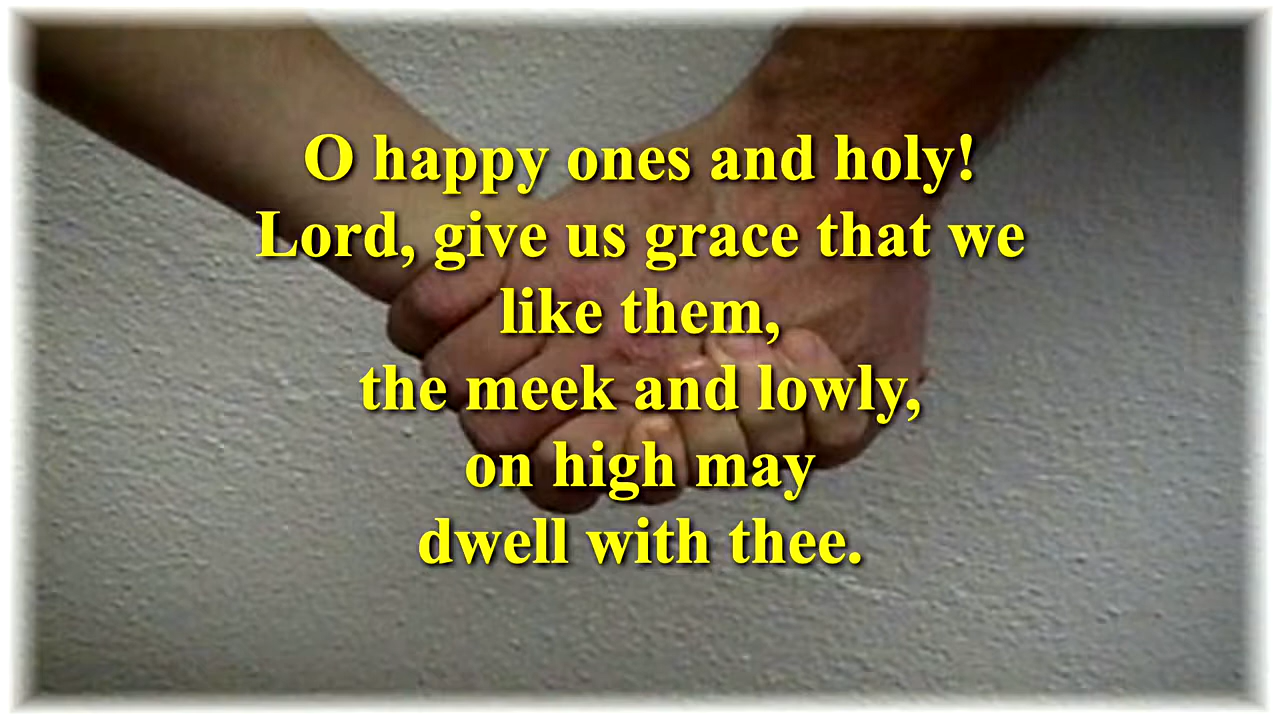 O happy ones and holy!
Lord, give us grace that we
like them,
the meek and lowly,
on high may
dwell with thee.